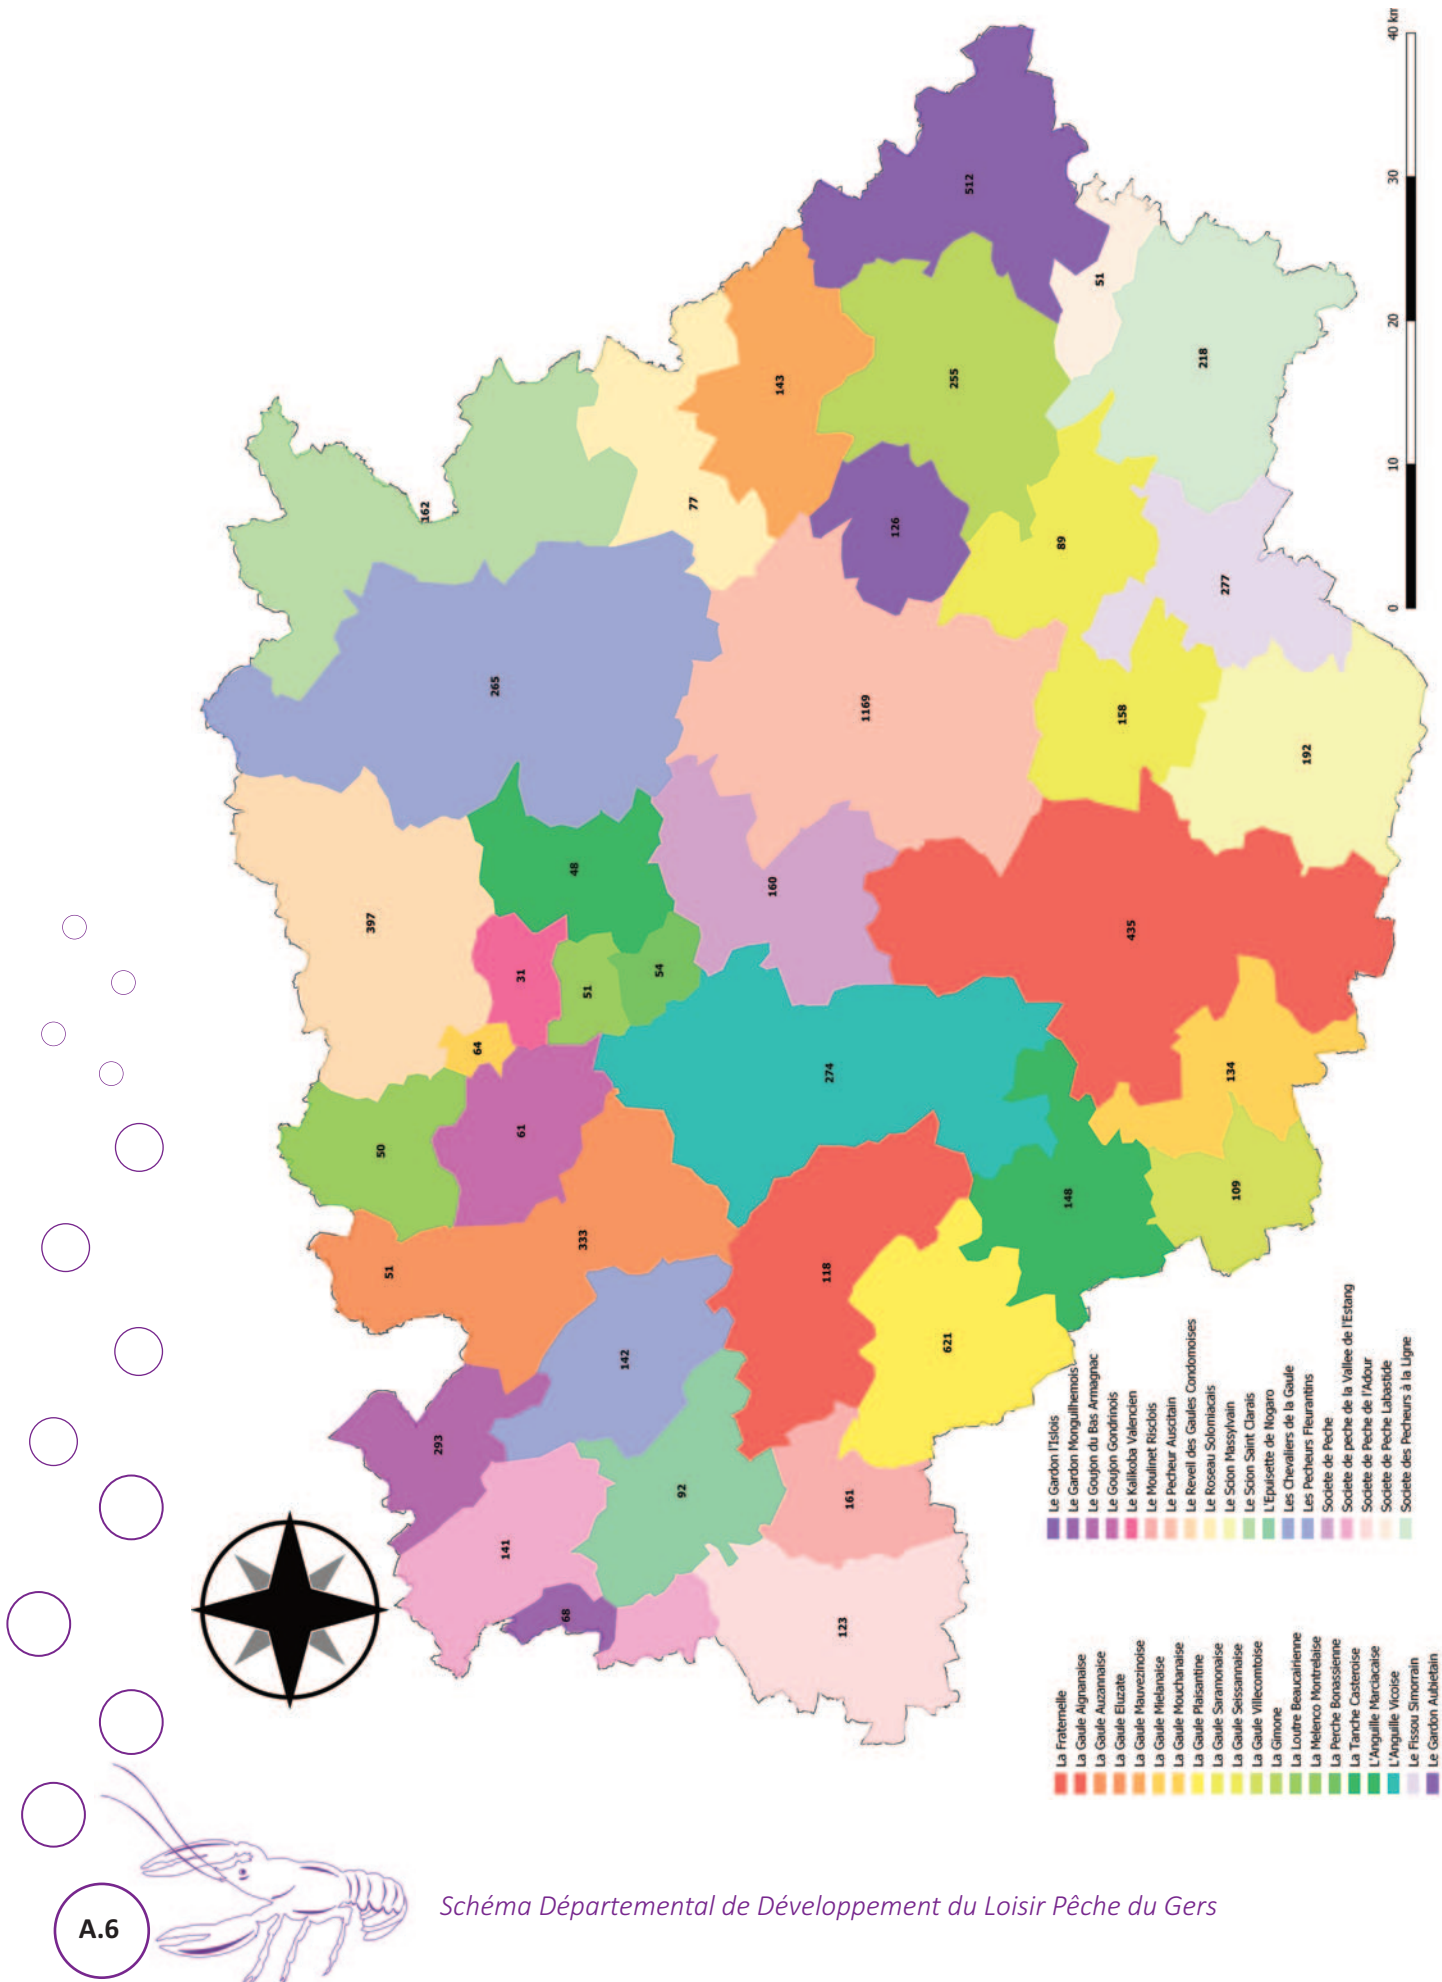 162
512
51
143
255
218
77
126
89
277
265
1169
158
192
397
48
160
435
31
51
54
64
274
134
50
61
148
109
51
333
118
142
621
293
92
161
141
68
123
0
10
20
30
40 km
La Fraternelle
La Gaule Aignanaise
La Gaule Auzannaise
La Gaule Eluzate
La Gaule Mauvezinoise
La Gaule Mielanaise
La Gaule Mouchanaise
La Gaule Plaisantine
La Gaule Saramonaise
La Gaule Seissannaise
La Gaule Villecomtoise
La Gimone
La Loutre Beaucairienne
La Melenco Montrelaise
La Perche Bonassienne
La Tanche Casteroise
L'Anguille Marciacaise
L'Anguille Vicoise
Le Fissou Simorrain
Le Gardon Aubietain
Le Gardon l'Islois
Le Gardon Monguilhemois
Le Goujon du Bas Armagnac
Le Goujon Gondrinois
Le Kalikoba Valencien
Le Moulinet Risclois
Le Pecheur Auscitain
Le Reveil des Gaules Condomoises
Le Roseau Solomiacais
Le Scion Massylvain
Le Scion Saint Clarais
L'Epuisette de Nogaro
Les Chevaliers de la Gaule
Les Pecheurs Fleurantins
Societe de Peche
Societe de peche de la Vallee de l'Estang
Societe de Peche de l'Adour
Societe de Peche Labastide
Societe des Pecheurs à la Ligne
A.6
Schéma Départemental de Développement du Loisir Pêche du Gers